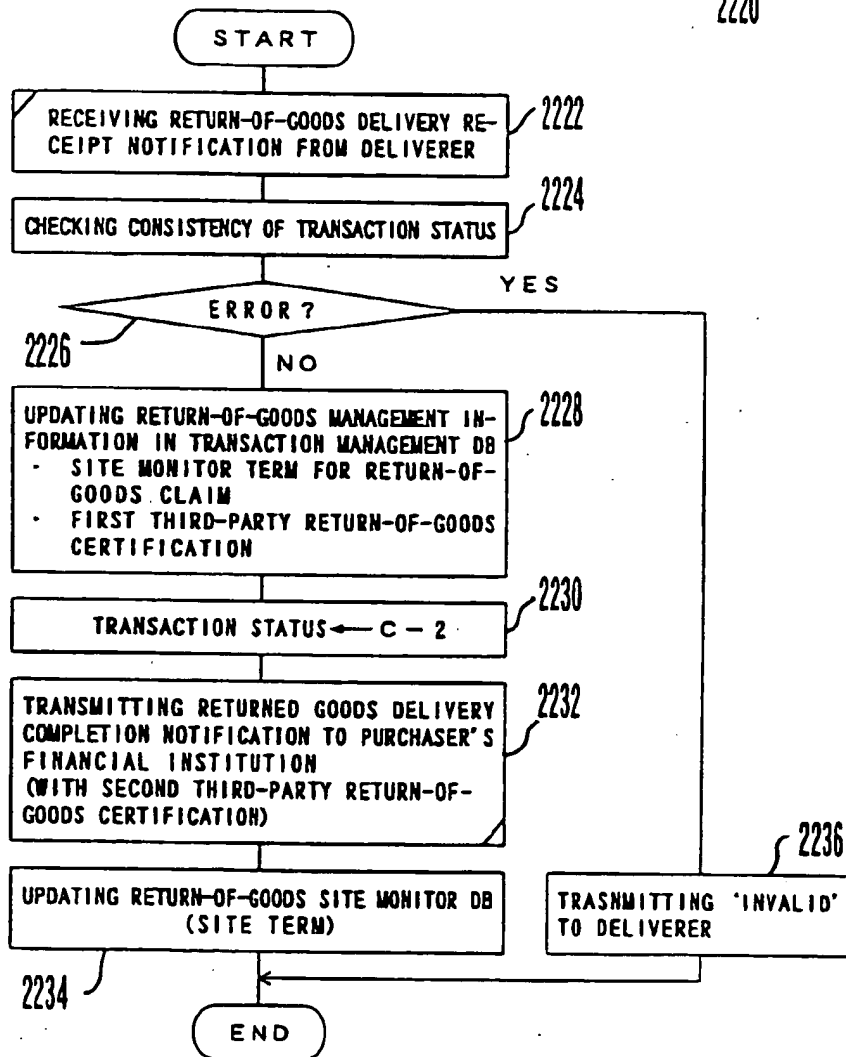 2220
START
RECEIVING RETURN-OF-GOODS DELIVERY RE-
CEIPT NOTIFICATION FROM DELIVERER
2222
2224
CHECKING CONSISTENCY OF TRANSACTION STATUS
YES
ERROR?
2226
NO
UPDATING RETURN-OF-GOODS MANAGEMENT IN-
FORMATION IN TRANSACTION MANAGEMENT DB
· SITE MONITOR TERM FOR RETURN-OF-
GOODS CLAIM
· FIRST THIRD-PARTY RETURN-OF-GOODS
CERTIFICATION
2228
2230
TRANSACTION STATUS ← C - 2
TRANSMITTING RETURNED GOODS DELIVERY
COMPLETION NOTIFICATION TO PURCHASER'S
FINANCIAL INSTITUTION
(WITH SECOND THIRD-PARTY RETURN-OF-
GOODS CERTIFICATION)
2232
2236
UPDATING RETURN-OF-GOODS SITE MONITOR DB
(SITE TERM)
TRASNMITTING 'INVALID'
TO DELIVERER
2234
END